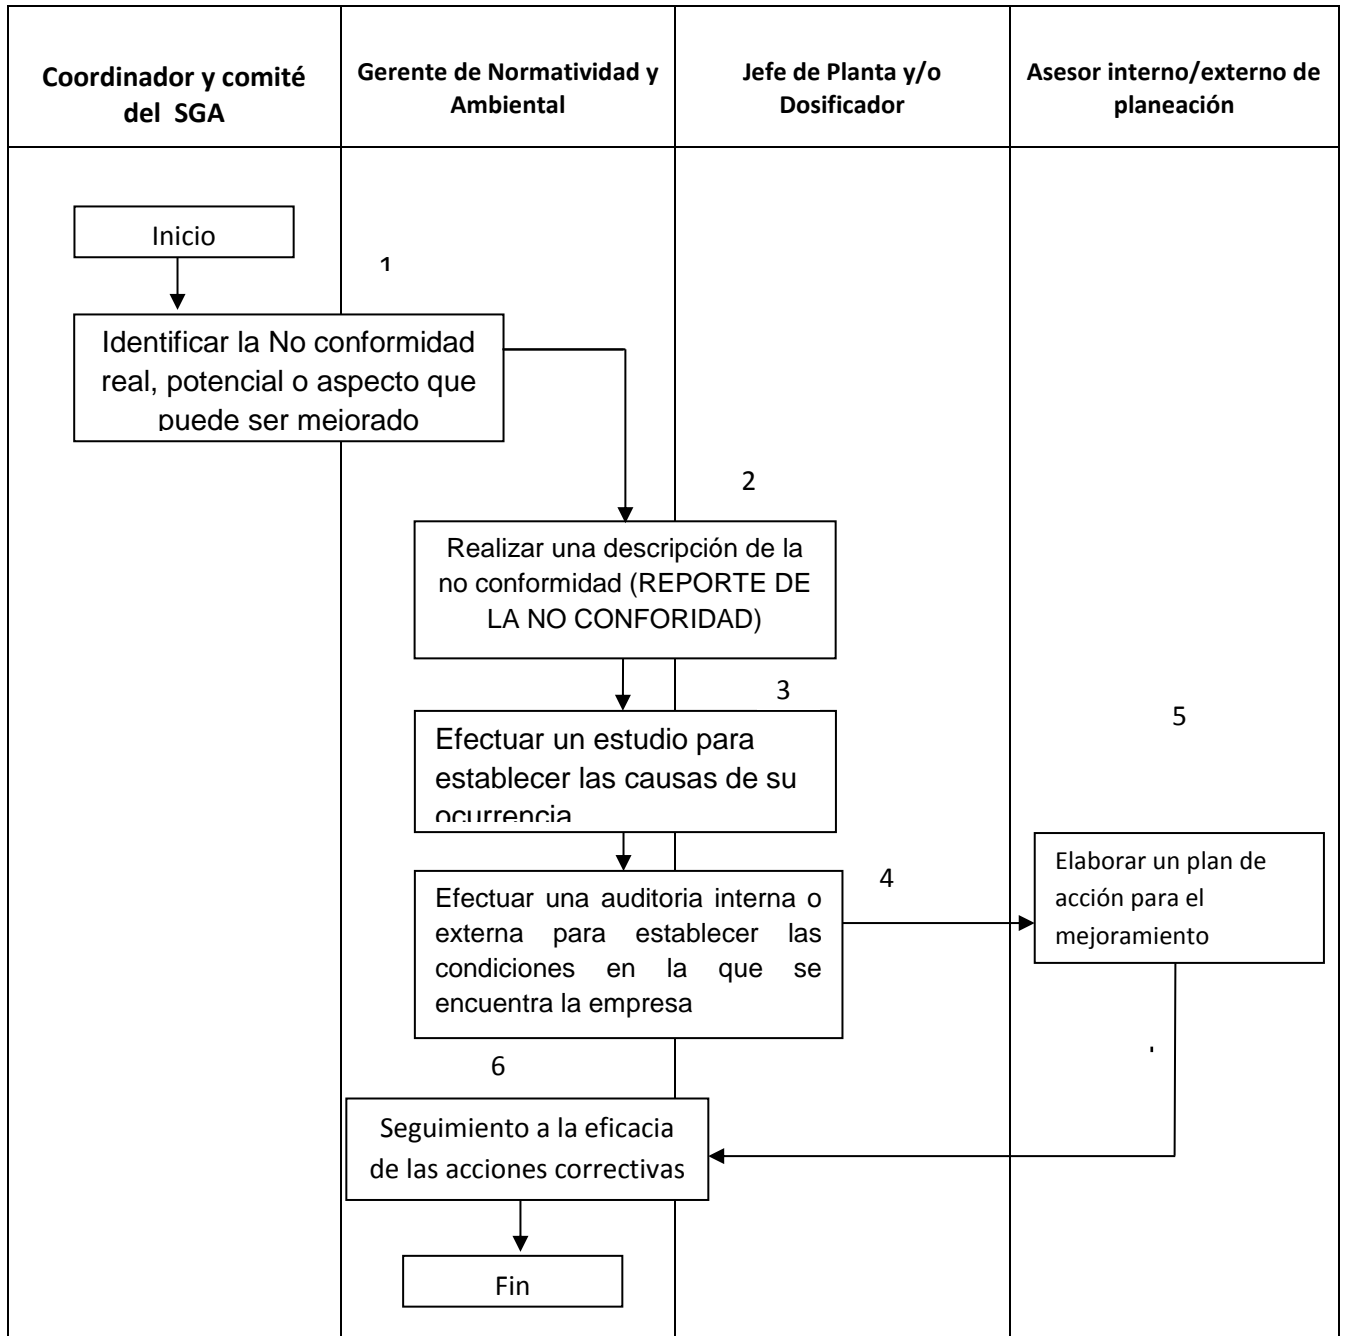 Coordinador y comité
del SGA
Gerente de Normatividad y
Ambiental
Jefe de Planta y/o
Dosificador
Asesor interno/externo de
planeación
Inicio
1
Identificar la No conformidad
real, potencial o aspecto que
puede ser mejorado
2
Realizar una descripción de la
no conformidad (REPORTE DE
LA NO CONFORIDAD)
3
Efectuar un estudio para
establecer las causas de su
ocurrencia
5
Elaborar un plan de
acción para el
mejoramiento
4
Efectuar una auditoria interna o
externa para establecer las
condiciones en la que se
encuentra la empresa
6
Seguimiento a la eficacia
de las acciones correctivas
Fin